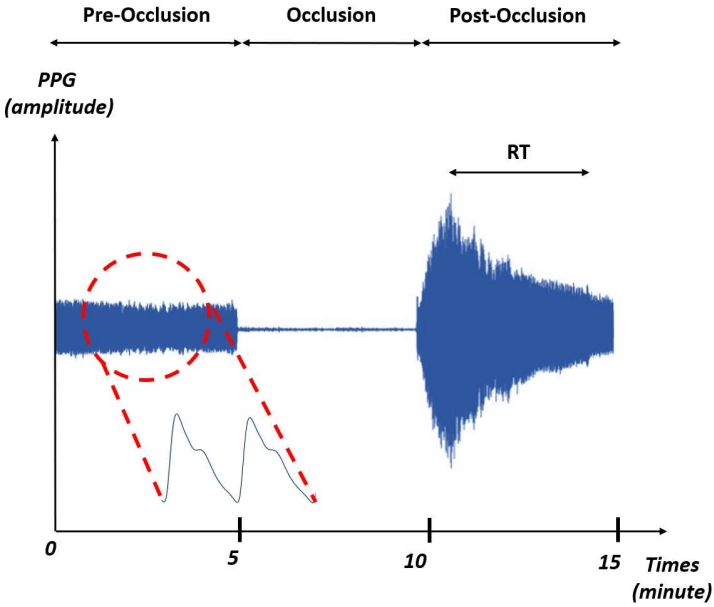 Pre-Occlusion Occlusion Post-Occlusion
PPG
(amplitude)
RT
0 5 10 15
Times
(minute)